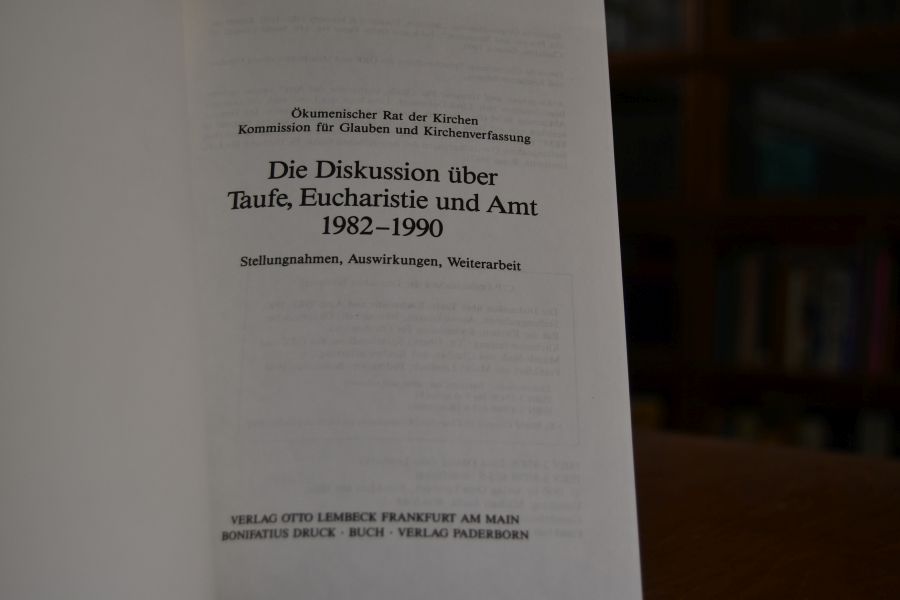 Ökumenischer Rat der Kirchen
Kommission für Glauben und Kirchenverfassung
Die Diskussion über
Taufe, Eucharistie und Amt
1982–1990
Stellungnahmen, Auswirkungen, Weiterarbeit
VERLAG OTTO LEMBECK FRANKFURT AM MAIN
BONIFATIUS DRUCK · BUCH · VERLAG PADERBORN